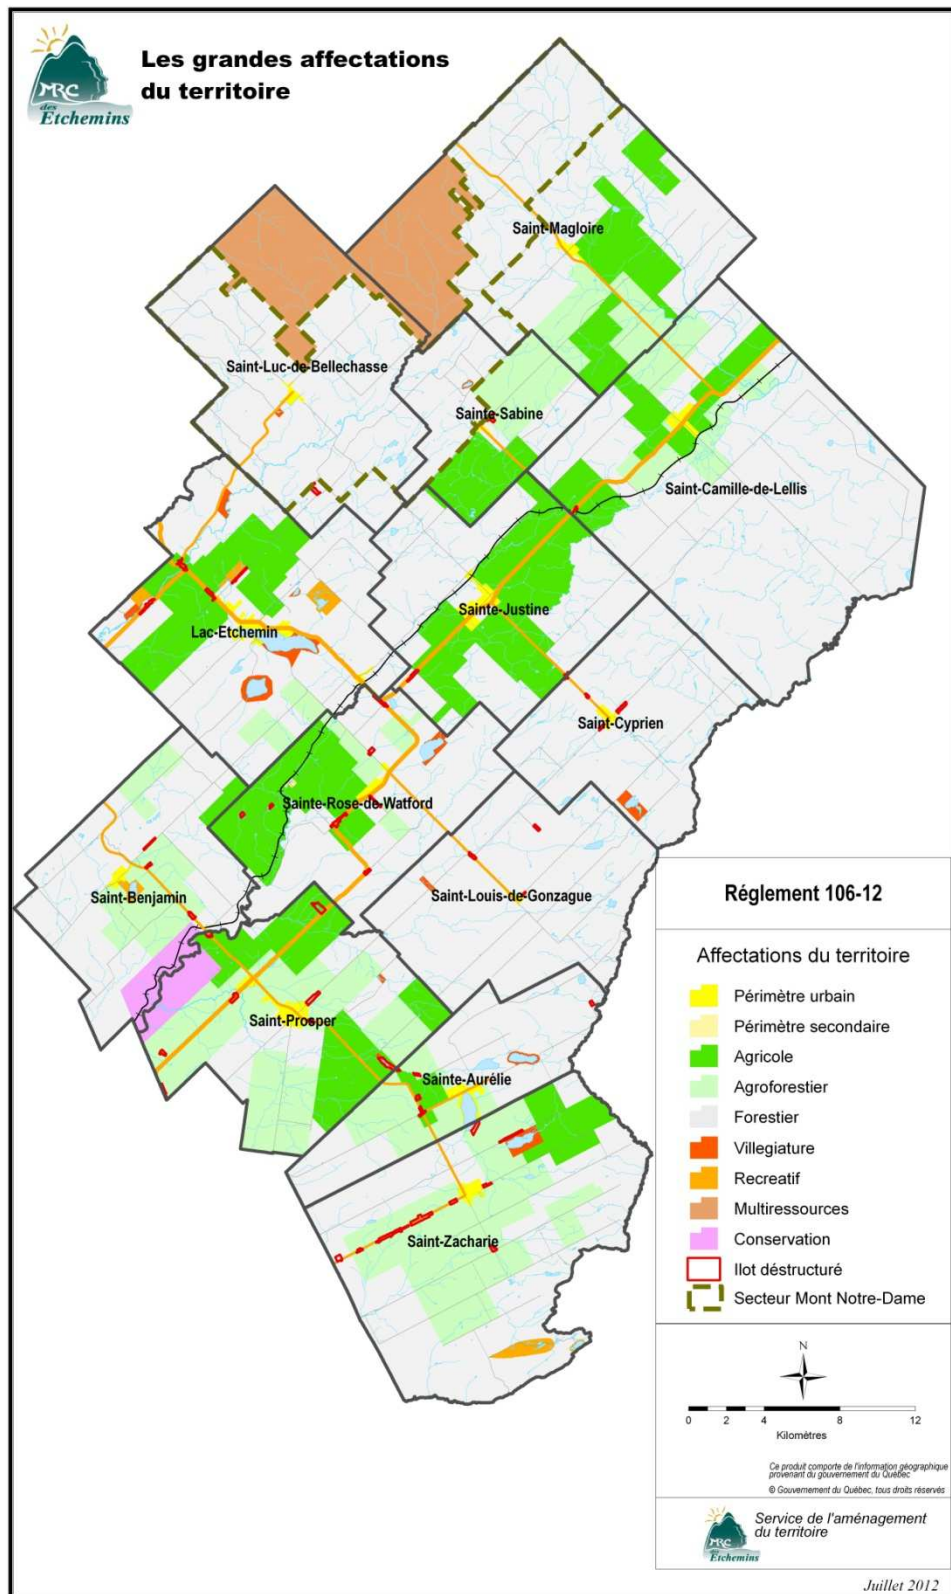 MRC
des
Etchemins
Les grandes affectations
du territoire
Saint-Magloire
Saint-Luc-de-Bellechasse
Sainte-Sabine
Saint-Camille-de-Lellis
Sainte-Justine
Lac-Etchemin
Saint-Cyprien
Sainte-Rose-de-Watford
Saint-Benjamin
Saint-Louis-de-Gonzague
Saint-Prosper
Sainte-Aurélie
Saint-Zacharie
Réglement 106-12
Affectations du territoire
Périmètre urbain
Périmètre secondaire
Agricole
Agroforestier
Forestier
Villegiature
Recreatif
Multiressources
Conservation
Ilot déstructuré
Secteur Mont Notre-Dame
N
0 2 4 8 12
Kilomètres
Ce produit comporte de l'information géographique
provenant du gouvernement du Québec
© Gouvernement du Québec, tous droits réservés
MRC
des
Etchemins
Service de l'aménagement
du territoire
Juillet 2012